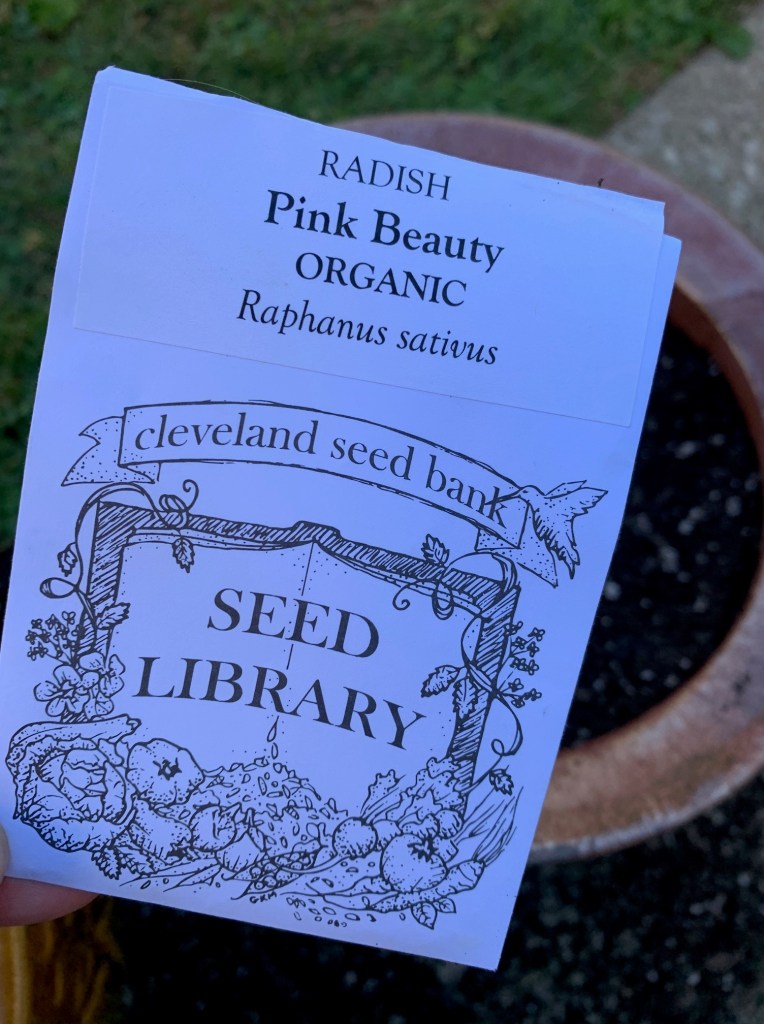 RADISH
Pink Beauty
ORGANIC
Raphanus sativus
cleveland seed bank
SEED
LIBRARY